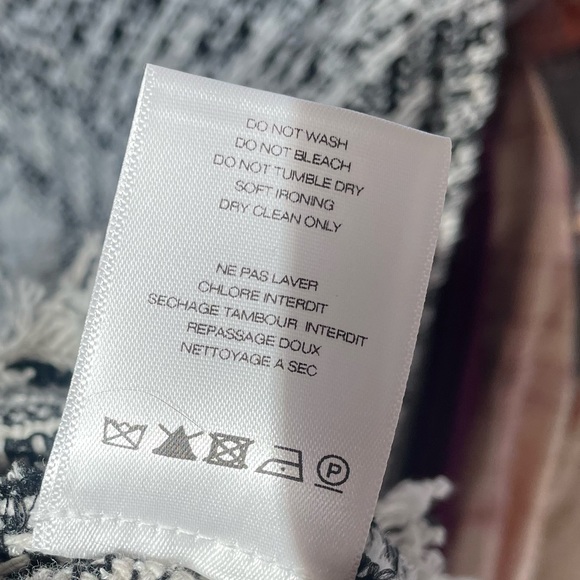 DO NOT WASH
DO NOT BLEACH
DO NOT TUMBLE DRY
SOFT IRONING
DRY CLEAN ONLY
NE PAS LAVER
CHLORE INTERDIT
SECHAGE TAMBOUR INTERDIT
REPASSAGE DOUX
NETTOYAGE A SEC
P